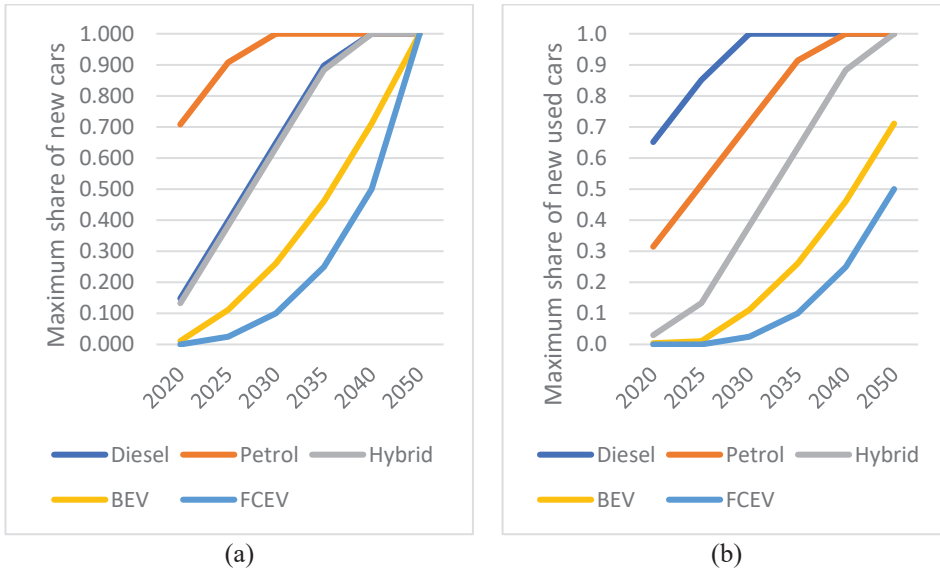 Maximum share of new cars
1.000
0.900
0.800
0.700
0.600
0.500
0.400
0.300
0.200
0.100
0.000
2020 2025 2030 2035 2040 2050
Diesel Petrol Hybrid
BEV FCEV
(a)
Maximum share of new used cars
1.0
0.9
0.8
0.7
0.6
0.5
0.4
0.3
0.2
0.1
0.0
2020 2025 2030 2035 2040 2050
Diesel Petrol Hybrid
BEV FCEV
(b)